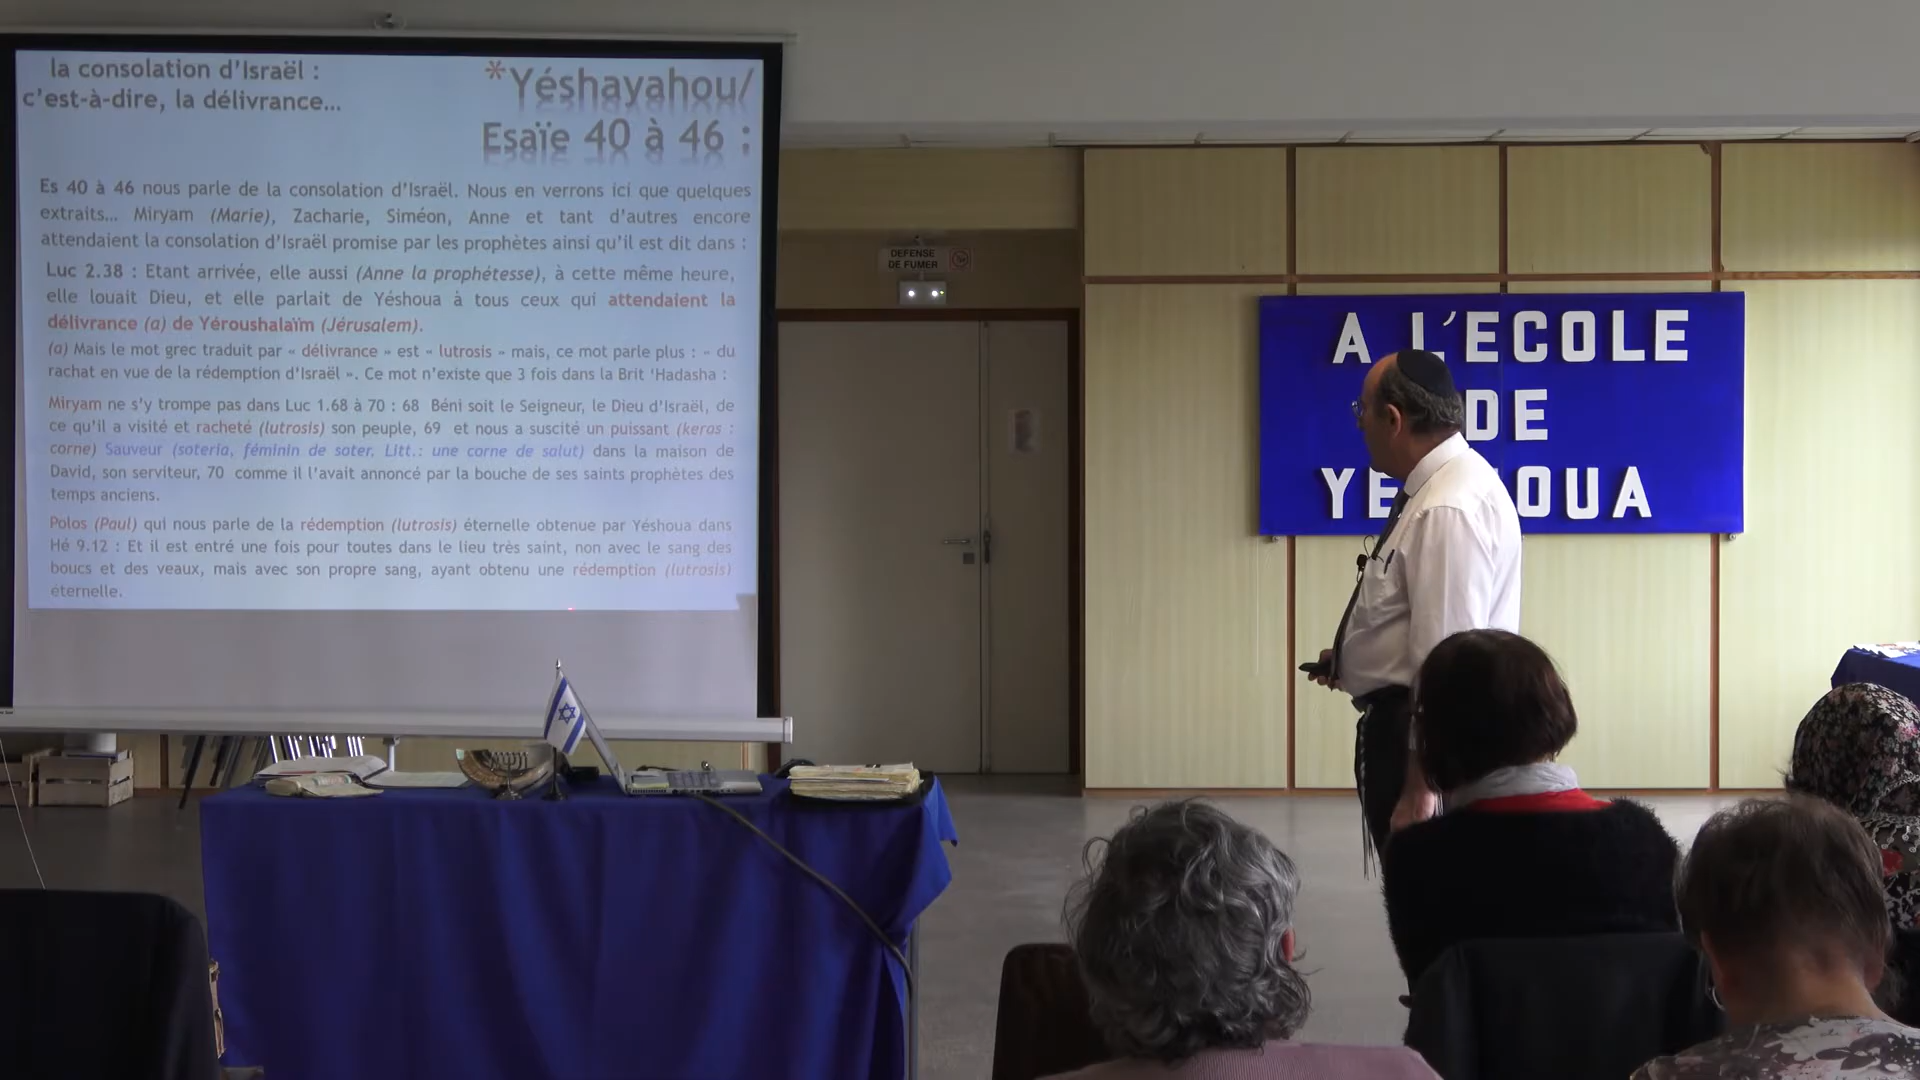 la consolation d'Israël :
c'est-à-dire, la délivrance...
*Yéshayahou/
Esaïe 40 à 46 :
Es 40 à 46 nous parle de la consolation d'Israël. Nous en verrons ici que quelques
extraits... Miryam (Marie), Zacharie, Siméon, Anne et tant d'autres encore
attendaient la consolation d'Israël promise par les prophètes ainsi qu'il est dit dans :
Luc 2.38 : Etant arrivée, elle aussi (Anne la prophétesse), à cette même heure,
elle louait Dieu, et elle parlait de Yéshoua à tous ceux qui attendaient la
délivrance (a) de Yéroushalaïm (Jérusalem).
(a) Mais le mot grec traduit par « délivrance » est « lutrosis » mais, ce mot parle plus : « du
rachat en vue de la rédemption d'Israël ». Ce mot n'existe que 3 fois dans la Brit 'Hadasha :
Miryam ne s'y trompe pas dans Luc 1.68 à 70 : 68 Béni soit le Seigneur, le Dieu d'Israël, de
ce qu'il a visité et racheté (lutrosis) son peuple, 69 et nous a suscité un puissant (keras :
corne) Sauveur (soteria, féminin de soter. Litt.: une corne de salut) dans la maison de
David, son serviteur, 70 comme il l'avait annoncé par la bouche de ses saints prophètes des
temps anciens.
Polos (Paul) qui nous parle de la rédemption (lutrosis) éternelle obtenue par Yéshoua dans
Hé 9.12 : Et il est entré une fois pour toutes dans le lieu très saint, non avec le sang des
boucs et des veaux, mais avec son propre sang, ayant obtenu une rédemption (lutrosis)
éternelle.
DEFENSE
DE FUMER
A L'ECOLE
DE
YE OUA